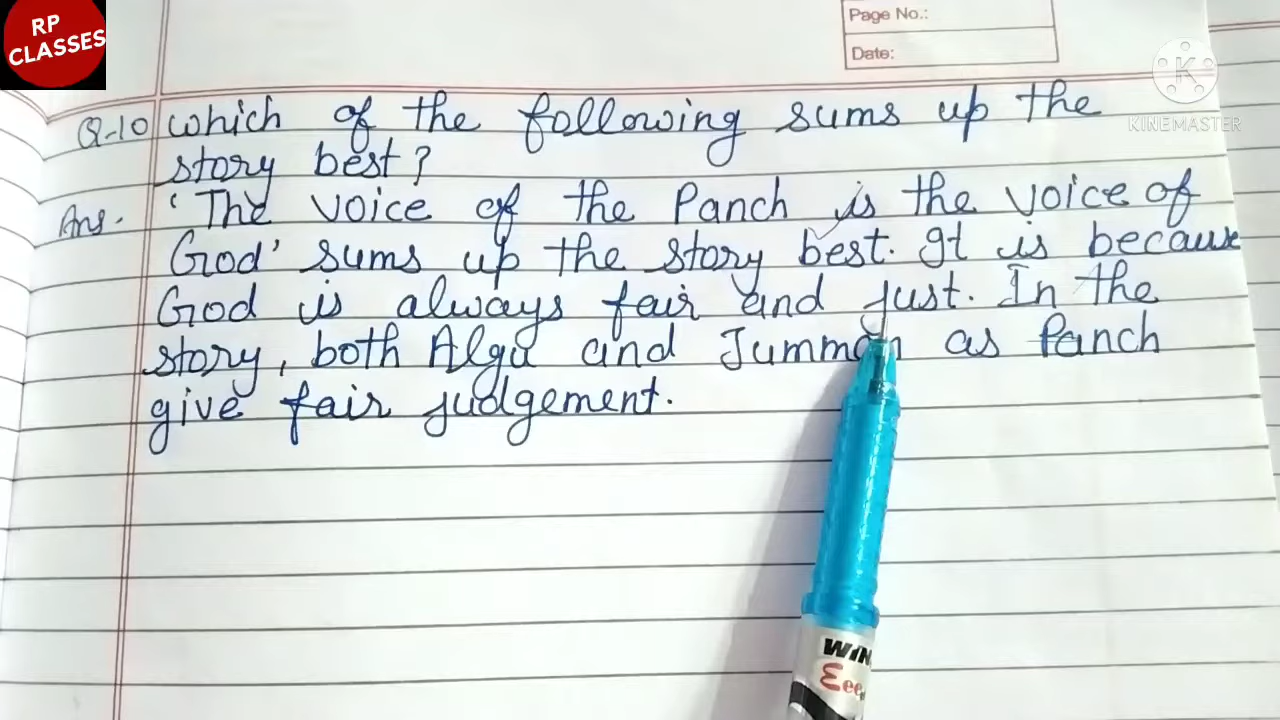 RP
CLASSES
Page No.:
Date:
KINEMASTER
Q-10 which of the following sums up the
story best?
Ans. 'The voice of the Panch is the voice of
God' sums up the story best. It is because
God is always fair and just. In the
story, both Algu and Jumman as Panch
give fair judgement.
WIN
Eee